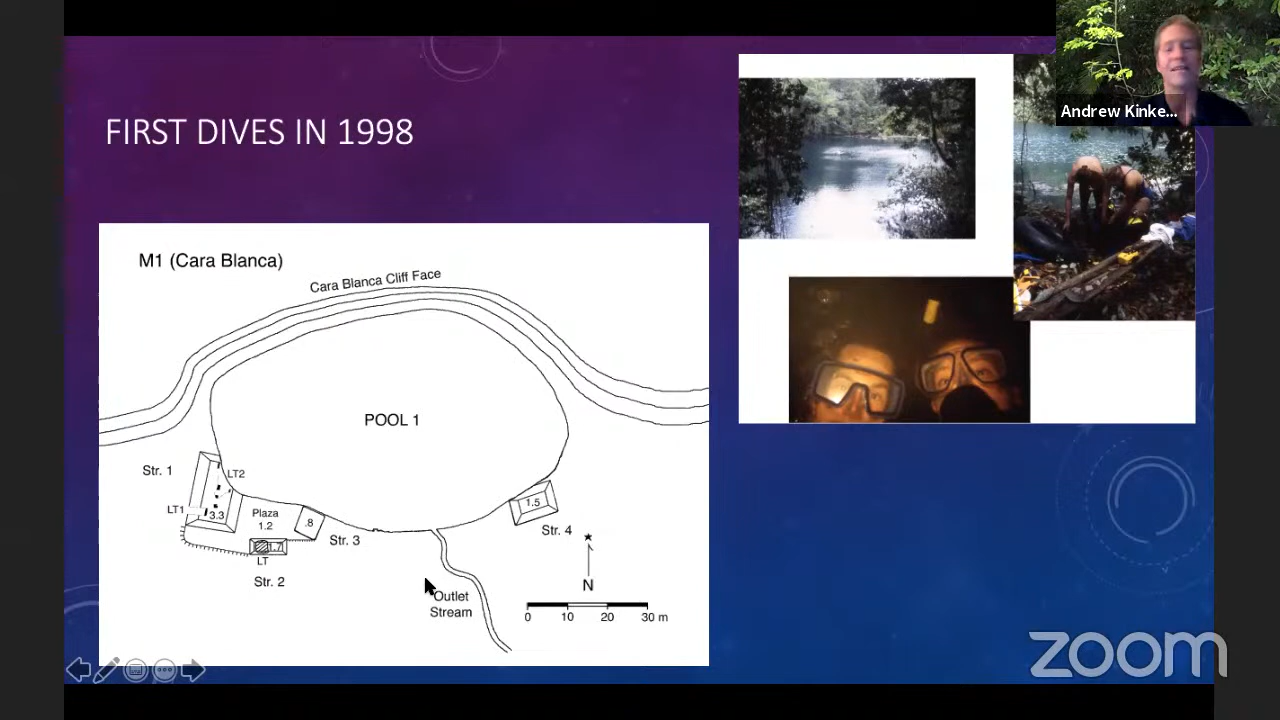 Andrew Kinke...
FIRST DIVES IN 1998
M1 (Cara Blanca)
Cara Blanca Cliff Face
POOL 1
Str. 1
LT2
LT1
3.3
Plaza
1.2
.8
1.5
Str. 4
Str. 3
1.7
LT
Str. 2
N
Outlet
Stream
0 10 20 30 m
zoom